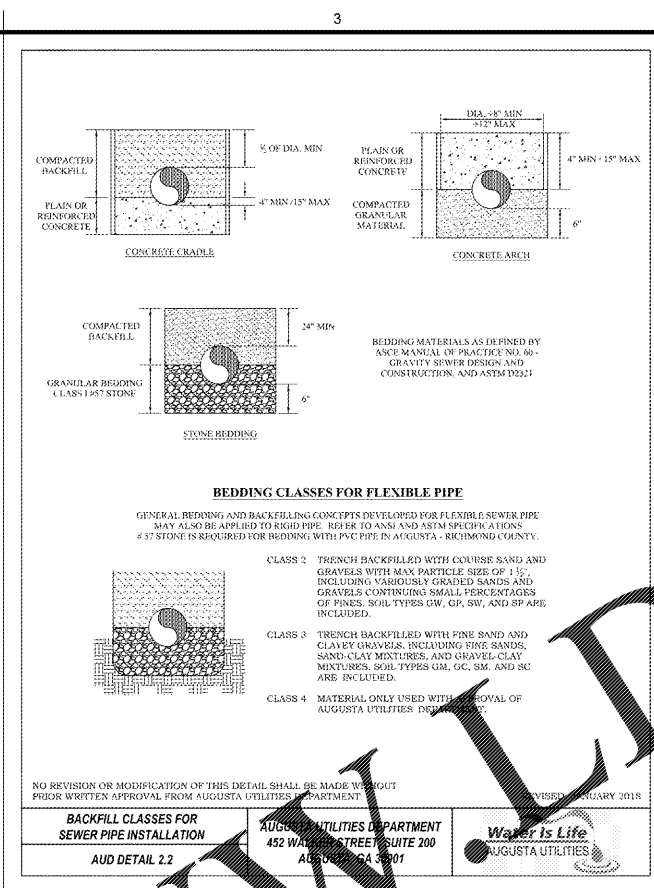 3
DIA. +8" MIN
+12" MAX
COMPACTED
BACKFILL
½ OF DIA. MIN
PLAIN OR
REINFORCED
CONCRETE
4" MIN /15" MAX
CONCRETE CRADLE
PLAIN OR
REINFORCED
CONCRETE
4" MIN / 15" MAX
COMPACTED
GRANULAR
MATERIAL
6"
CONCRETE ARCH
COMPACTED
BACKFILL
24" MIN
GRANULAR BEDDING
CLASS I #57 STONE
6"
STONE BEDDING
BEDDING MATERIALS AS DEFINED BY
ASCE MANUAL OF PRACTICE NO. 60 -
GRAVITY SEWER DESIGN AND
CONSTRUCTION, AND ASTM D2321
BEDDING CLASSES FOR FLEXIBLE PIPE
GENERAL BEDDING AND BACKFILLING CONCEPTS DEVELOPED FOR FLEXIBLE SEWER PIPE
MAY ALSO BE APPLIED TO RIGID PIPE. REFER TO ANSI AND ASTM SPECIFICATIONS
# 57 STONE IS REQUIRED FOR BEDDING WITH PVC PIPE IN AUGUSTA - RICHMOND COUNTY.
CLASS 2 TRENCH BACKFILLED WITH COURSE SAND AND
GRAVELS WITH MAX PARTICLE SIZE OF 1 ½",
INCLUDING VARIOUSLY GRADED SANDS AND
GRAVELS CONTINUING SMALL PERCENTAGES
OF FINES. SOIL TYPES GW, GP, SW, AND SP ARE
INCLUDED.
CLASS 3 TRENCH BACKFILLED WITH FINE SAND AND
CLAYEY GRAVELS. INCLUDING FINE SANDS,
SAND-CLAY MIXTURES, AND GRAVEL-CLAY
MIXTURES. SOIL TYPES GM, GC, SM, AND SC
ARE INCLUDED.
CLASS 4 MATERIAL ONLY USED WITH APPROVAL OF
AUGUSTA UTILITIES DEPARTMENT.
NO REVISION OR MODIFICATION OF THIS DETAIL SHALL BE MADE WITHOUT
PRIOR WRITTEN APPROVAL FROM AUGUSTA UTILITIES DEPARTMENT.
REVISED JANUARY 2018
BACKFILL CLASSES FOR
SEWER PIPE INSTALLATION
AUD DETAIL 2.2
AUGUSTA UTILITIES DEPARTMENT
452 WALKER STREET, SUITE 200
AUGUSTA, GA 30901
Water Is Life
AUGUSTA UTILITIES